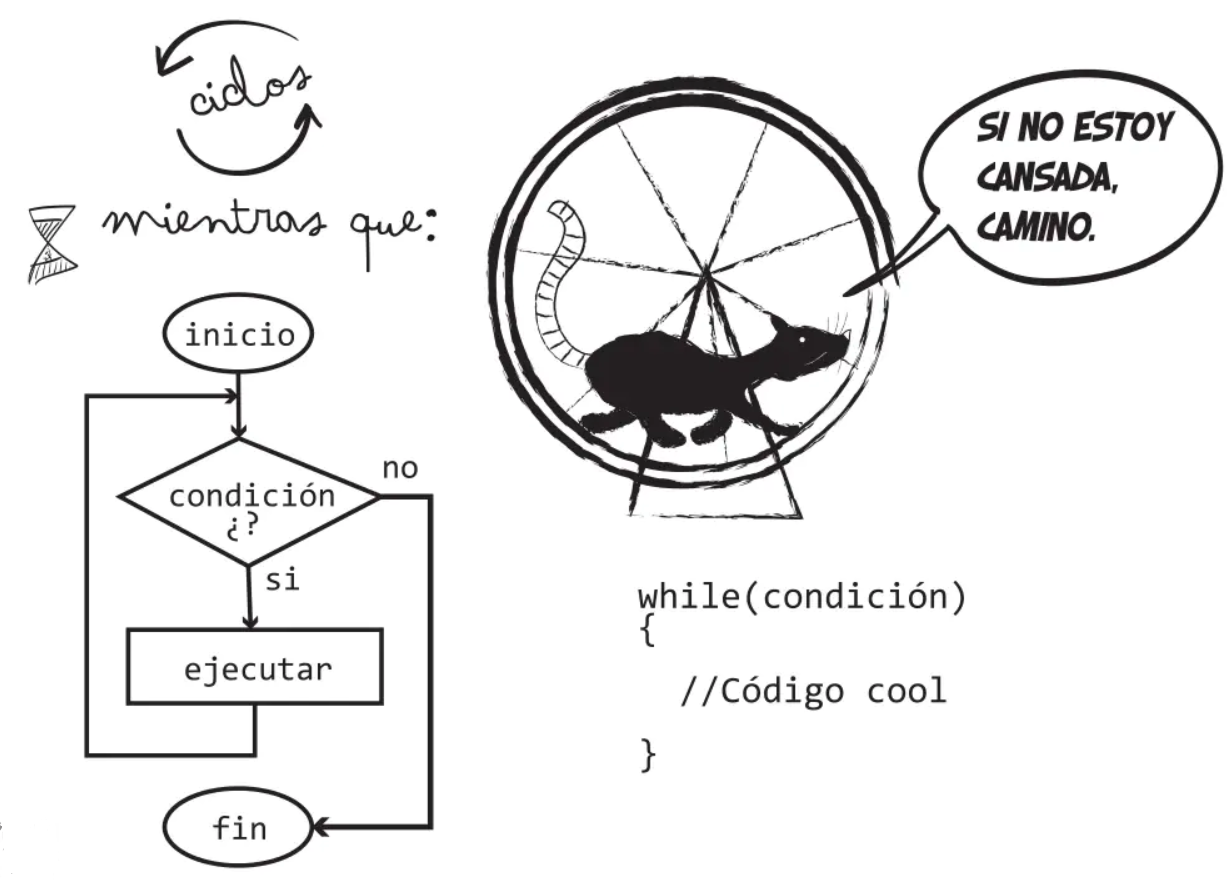 ciclos
mientras que:
inicio
condición
¿?
no
si
ejecutar
fin
SI NO ESTOY
CANSADA,
CAMINO.
while(condición)
{
//Código cool
}